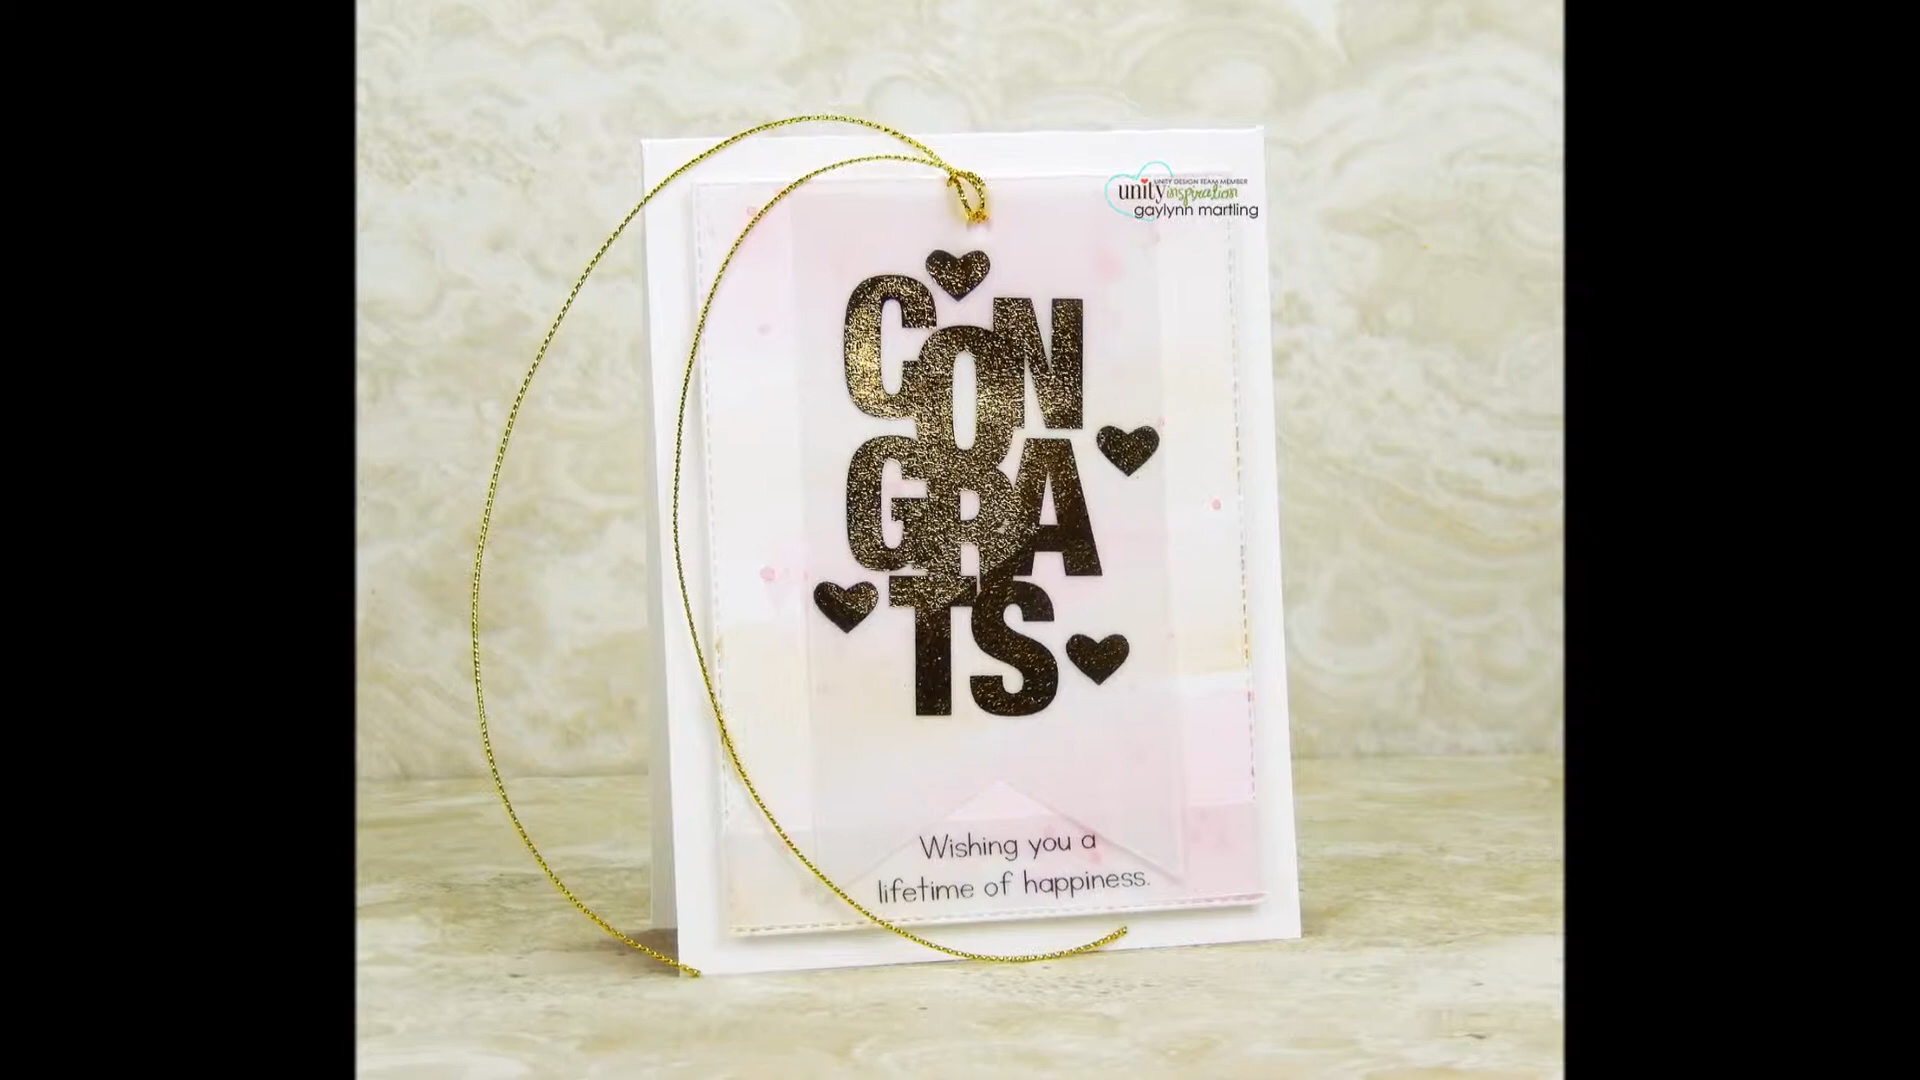 UNITY DESIGN TEAM MEMBER
unity inspiration
gaylynn martling
CON
GRA
TS
Wishing you a
lifetime of happiness.